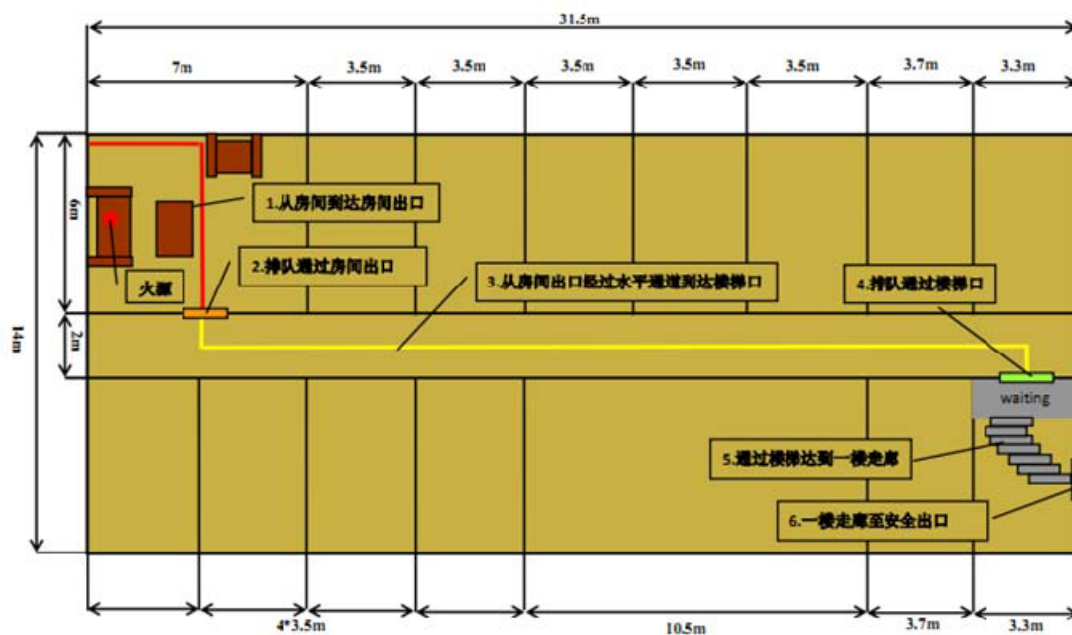 31.5m
7m
3.5m
3.5m
3.5m
3.5m
3.5m
3.7m
3.3m
6m
1.从房间到达房间出口
2.排队通过房间出口
3.从房间出口经过水平通道到达楼梯口
4.排队通过楼梯口
火源
14m
2m
waiting
5.通过楼梯达到一楼走廊
6.一楼走廊至安全出口
4*3.5m
10.5m
3.7m
3.3m